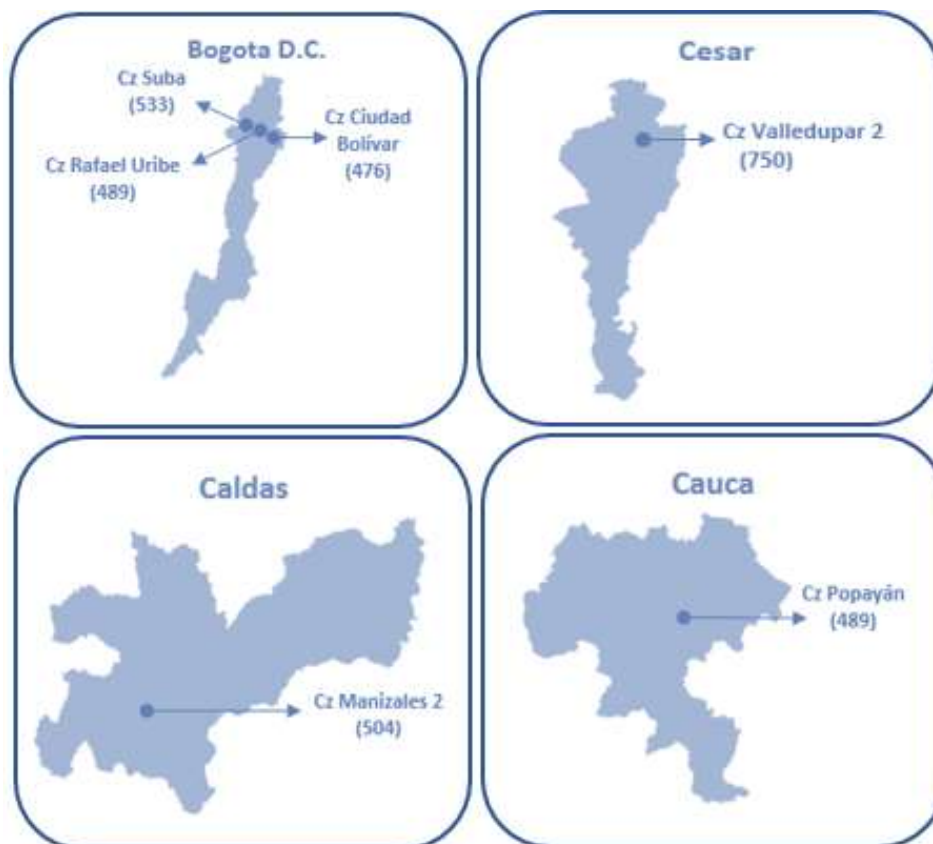 Bogota D.C.
Cz Suba
(533)
Cz Ciudad
Bolívar
(476)
Cz Rafael Uribe
(489)
Cesar
Cz Valledupar 2
(750)
Caldas
Cz Manizales 2
(504)
Cauca
Cz Popayán
(489)